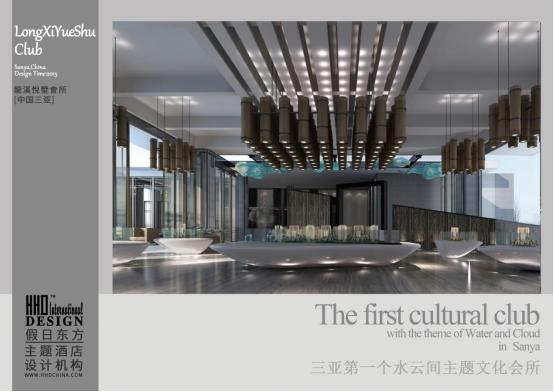 LongXiYueShu
Club
Sanya,China
Design Time:2015
龍溪悅墅會所
[中国三亚]
HHD™ International
DESIGN
假日东方
主题酒店
设计机构
WWW.HHDCHINA.COM
The first cultural club
with the theme of Water and Cloud
in Sanya
三亚第一个水云间主题文化会所